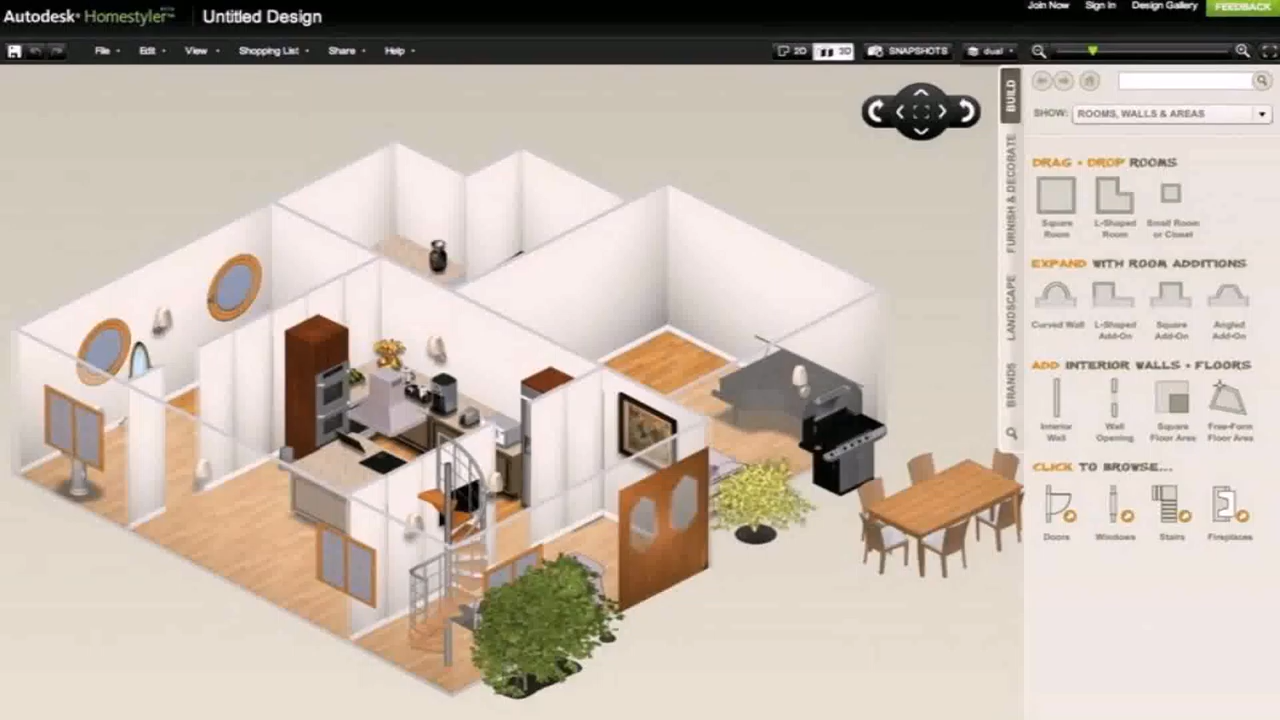 Autodesk® Homestyler™ beta Untitled Design
Join Now Sign In Design Gallery FEEDBACK
File Edit View Shopping List Share Help
2D 3D SNAPSHOTS dual
BUILD
FURNISH & DECORATE
LANDSCAPE
BRANDS
SHOW: ROOMS, WALLS & AREAS
DRAG + DROP ROOMS
Square Room
L-Shaped Room
Small Room or Closet
EXPAND WITH ROOM ADDITIONS
Curved Wall
L-Shaped Add-On
Square Add-On
Angled Add-On
ADD INTERIOR WALLS + FLOORS
Interior Wall
Wall Opening
Square Floor Area
Free-Form Floor Area
CLICK TO BROWSE...
Doors Windows Stairs Fireplaces